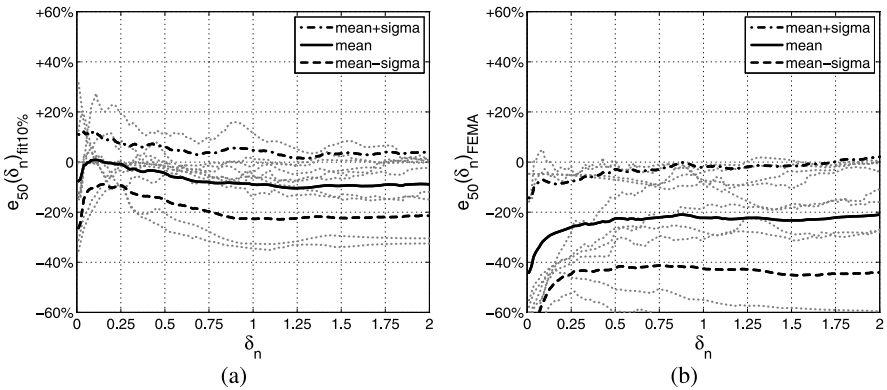 +60%
+40%
+20%
0
−20%
−40%
−60%
e50(δn)fit10%
mean+sigma
mean
mean−sigma
0 0.25 0.5 0.75 1 1.25 1.5 1.75 2
δn
(a)
+60%
+40%
+20%
0
−20%
−40%
−60%
e50(δn)FEMA
mean+sigma
mean
mean−sigma
0 0.25 0.5 0.75 1 1.25 1.5 1.75 2
δn
(b)